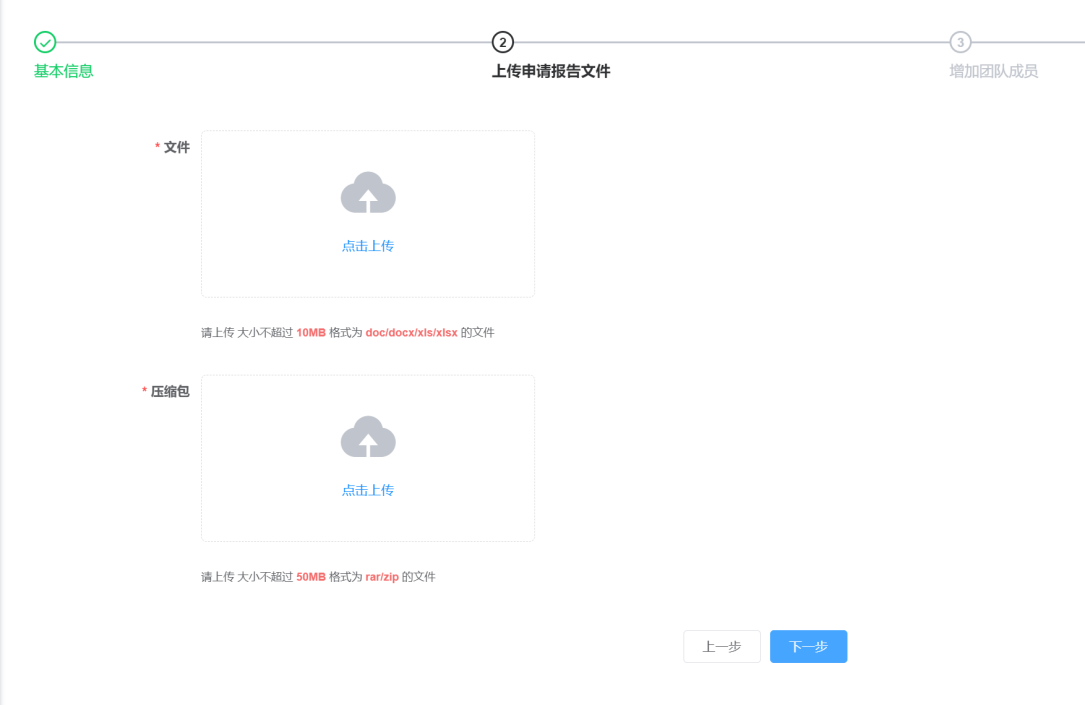 2
3
基本信息
上传申请报告文件
增加团队成员
* 文件
点击上传
请上传 大小不超过 10MB 格式为 doc/docx/xls/xlsx 的文件
* 压缩包
点击上传
请上传 大小不超过 50MB 格式为 rar/zip 的文件
上一步
下一步